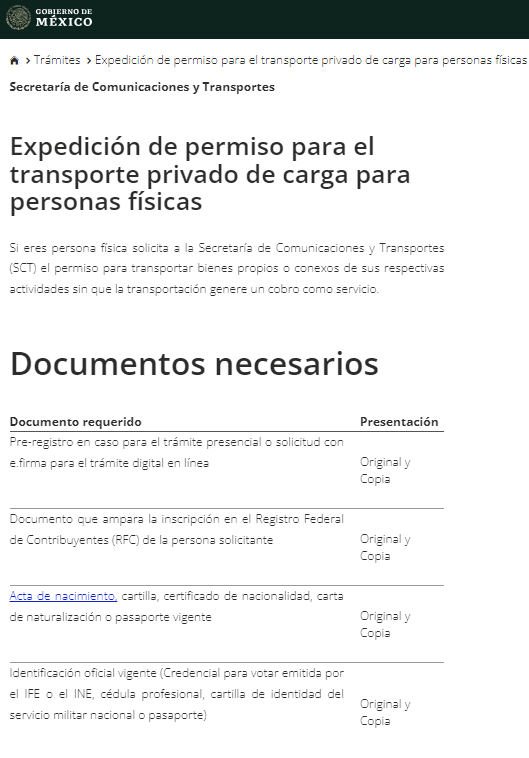 GOBIERNO DE
MÉXICO
Trámites > Expedición de permiso para el transporte privado de carga para personas físicas
Secretaría de Comunicaciones y Transportes
Expedición de permiso para el
transporte privado de carga para
personas físicas
Si eres persona física solicita a la Secretaría de Comunicaciones y Transportes
(SCT) el permiso para transportar bienes propios o conexos de sus respectivas
actividades sin que la transportación genere un cobro como servicio.
Documentos necesarios
Documento requerido Presentación
Pre-registro en caso para el trámite presencial o solicitud con
e.firma para el trámite digital en línea
Original y
Copia
Documento que ampara la inscripción en el Registro Federal
de Contribuyentes (RFC) de la persona solicitante
Original y
Copia
Acta de nacimiento, cartilla, certificado de nacionalidad, carta
de naturalización o pasaporte vigente
Original y
Copia
Identificación oficial vigente (Credencial para votar emitida por
el IFE o el INE, cédula profesional, cartilla de identidad del
servicio militar nacional o pasaporte)
Original y
Copia